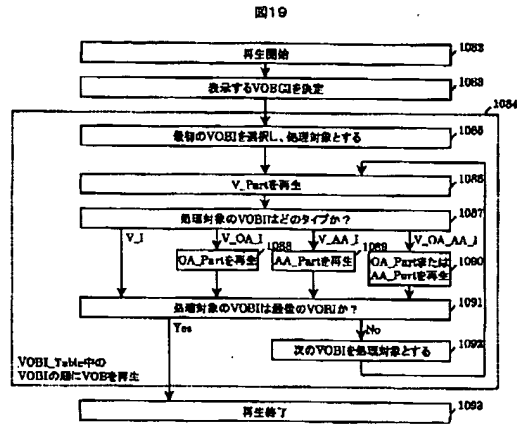 図19
再生開始
1082
表示するVOBGIを決定
1083
1084
最初のVOBIを選択し、処理対象とする
1085
V_Partを再生
1086
処理対象のVOBIはどのタイプか?
1087
V_I
V_OA_I
V_AA_I
V_OA_AA_I
1088
1089
OA_Partを再生
AA_Partを再生
OA_Partまたは
AA_Partを再生
1090
処理対象のVOBIは最後のVOBIか?
1091
Yes
No
次のVOBIを処理対象とする
1092
VOBI_Table中の
VOBIの順にVOBを再生
再生終了
1093